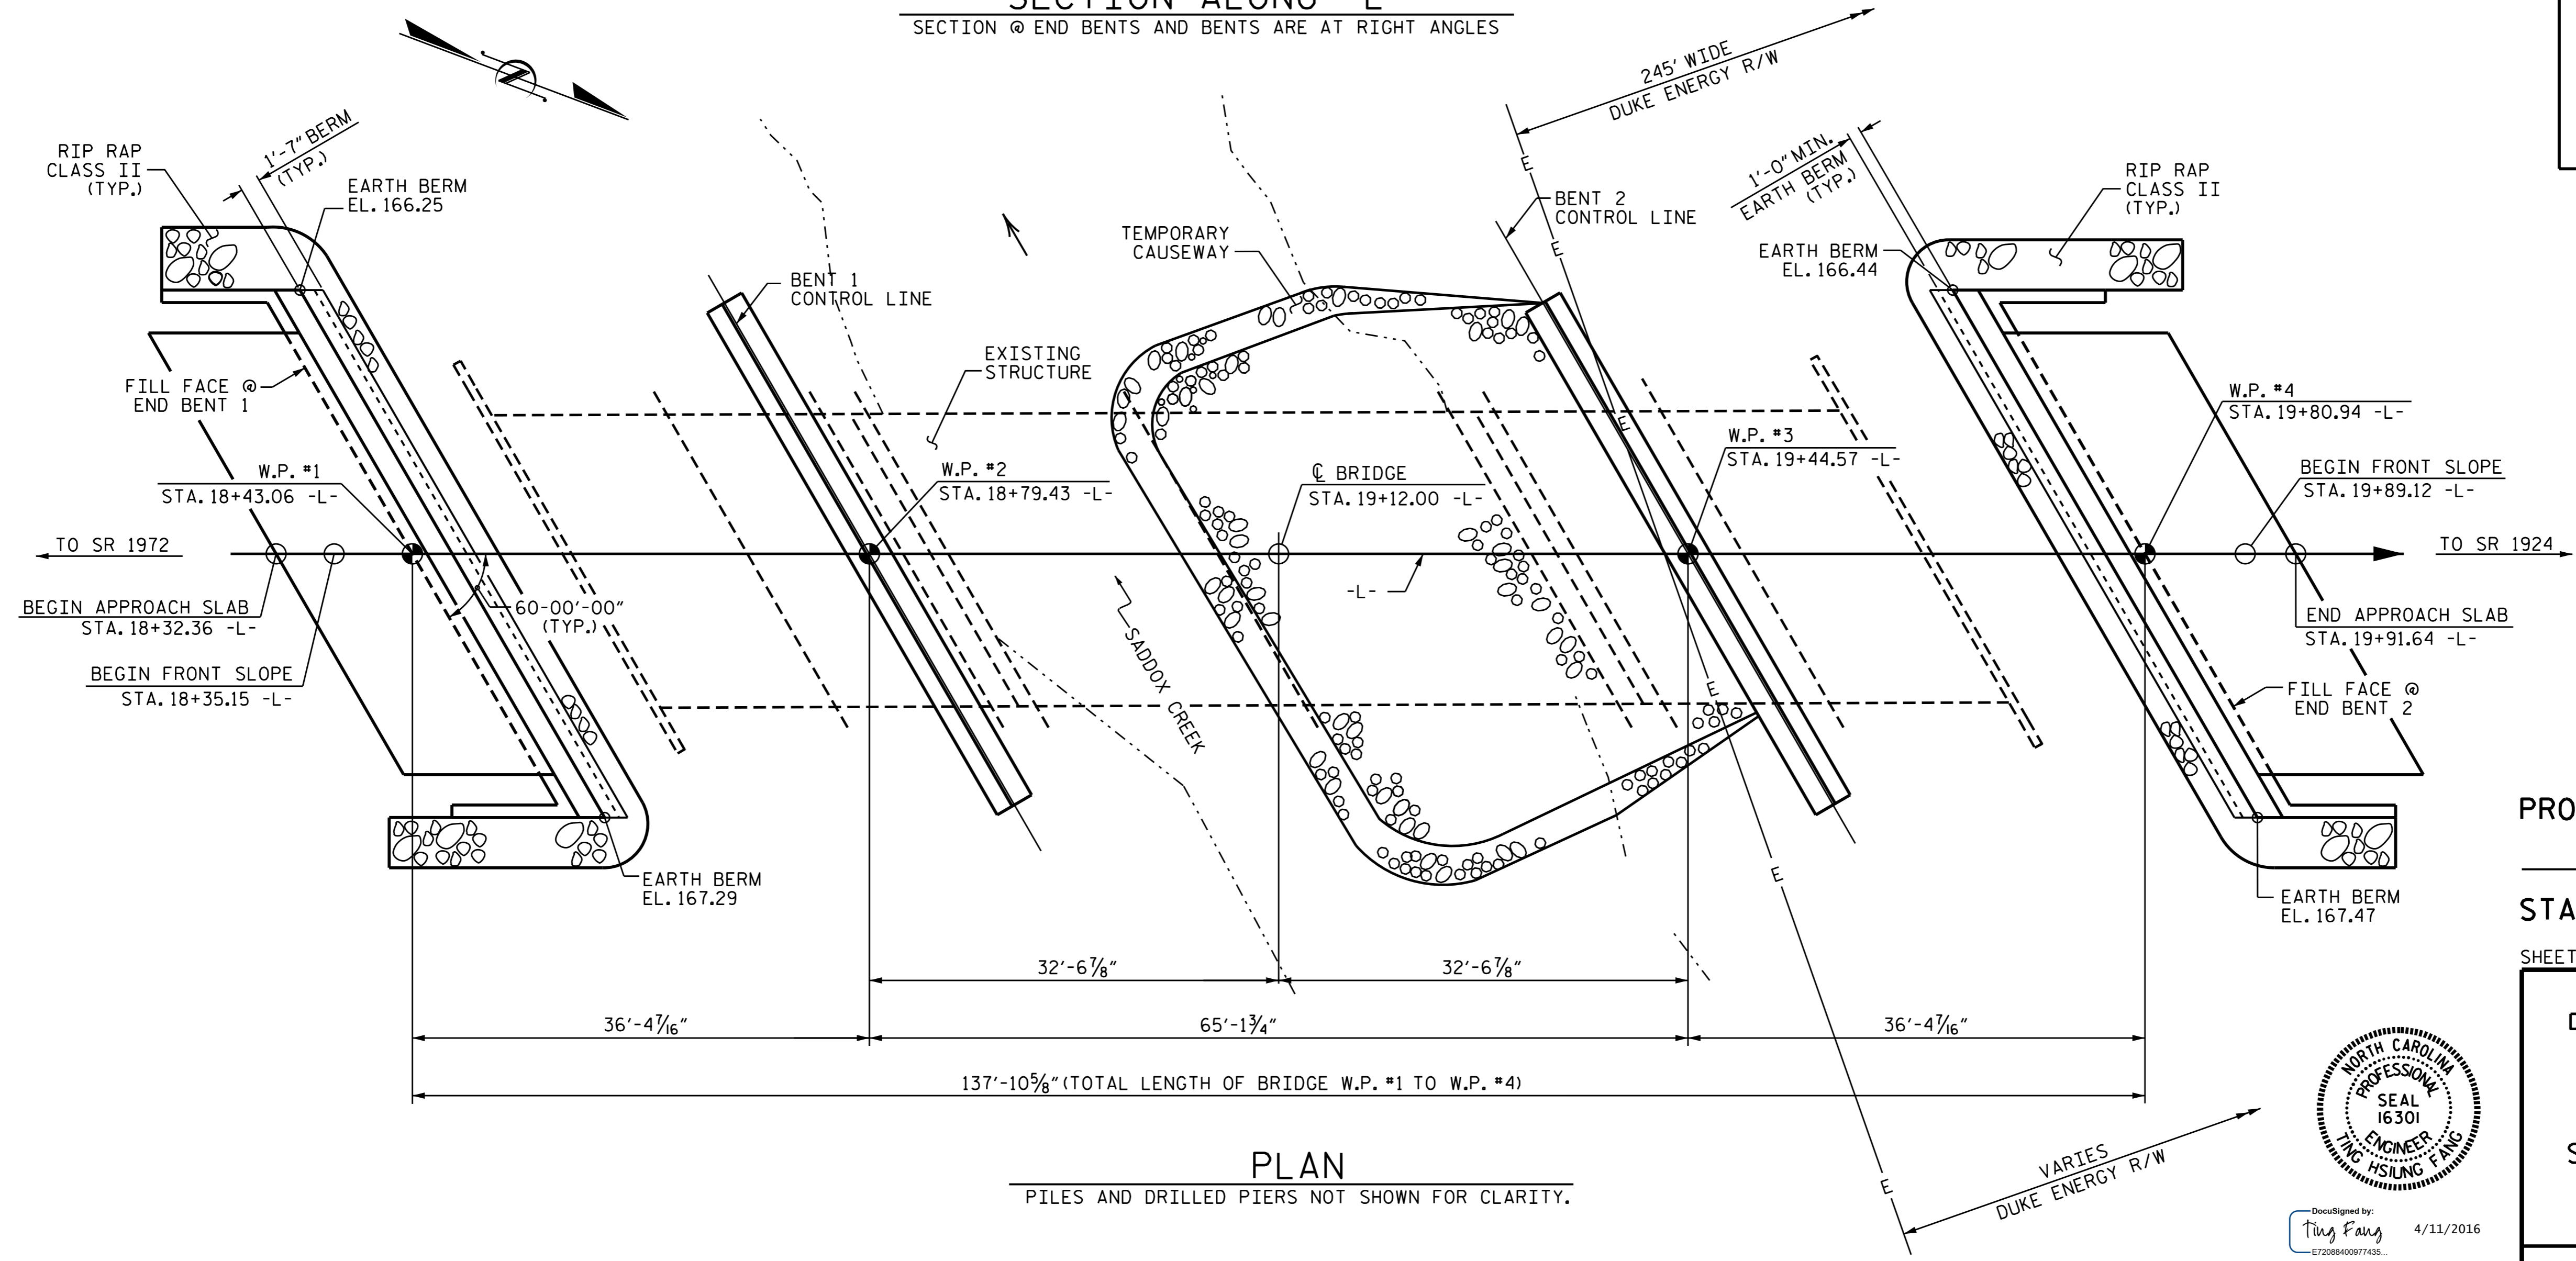 SECTION ALONG -L-
SECTION @ END BENTS AND BENTS ARE AT RIGHT ANGLES
245' WIDE
DUKE ENERGY R/W
1'-7" BERM
(TYP.)
RIP RAP
CLASS II
(TYP.)
EARTH BERM
EL. 166.25
TEMPORARY
CAUSEWAY
BENT 2
CONTROL LINE
1'-0" MIN.
EARTH BERM
(TYP.)
RIP RAP
CLASS II
(TYP.)
EARTH BERM
EL. 166.44
E
E
E
E
E
E
BENT 1
CONTROL LINE
EXISTING
STRUCTURE
FILL FACE @
END BENT 1
W.P. #1
STA. 18+43.06 -L-
W.P. #2
STA. 18+79.43 -L-
℄ BRIDGE
STA. 19+12.00 -L-
W.P. #3
STA. 19+44.57 -L-
W.P. #4
STA. 19+80.94 -L-
BEGIN FRONT SLOPE
STA. 19+89.12 -L-
TO SR 1972
TO SR 1924
BEGIN APPROACH SLAB
STA. 18+32.36 -L-
60-00'-00"
(TYP.)
-L-
SADDOX CREEK
END APPROACH SLAB
STA. 19+91.64 -L-
BEGIN FRONT SLOPE
STA. 18+35.15 -L-
FILL FACE @
END BENT 2
EARTH BERM
EL. 167.29
EARTH BERM
EL. 167.47
PRO
STA
SHEET
32'-6⅞"
32'-6⅞"
36'-4⁷⁄₁₆"
65'-1¾"
36'-4⁷⁄₁₆"
137'-10⅝" (TOTAL LENGTH OF BRIDGE W.P. #1 TO W.P. #4)
PLAN
PILES AND DRILLED PIERS NOT SHOWN FOR CLARITY.
VARIES
DUKE ENERGY R/W
NORTH CAROLINA
PROFESSIONAL
SEAL
16301
ENGINEER
TING HSIUNG FANG
DocuSigned by:
Ting Fang
4/11/2016
E72088400977435...